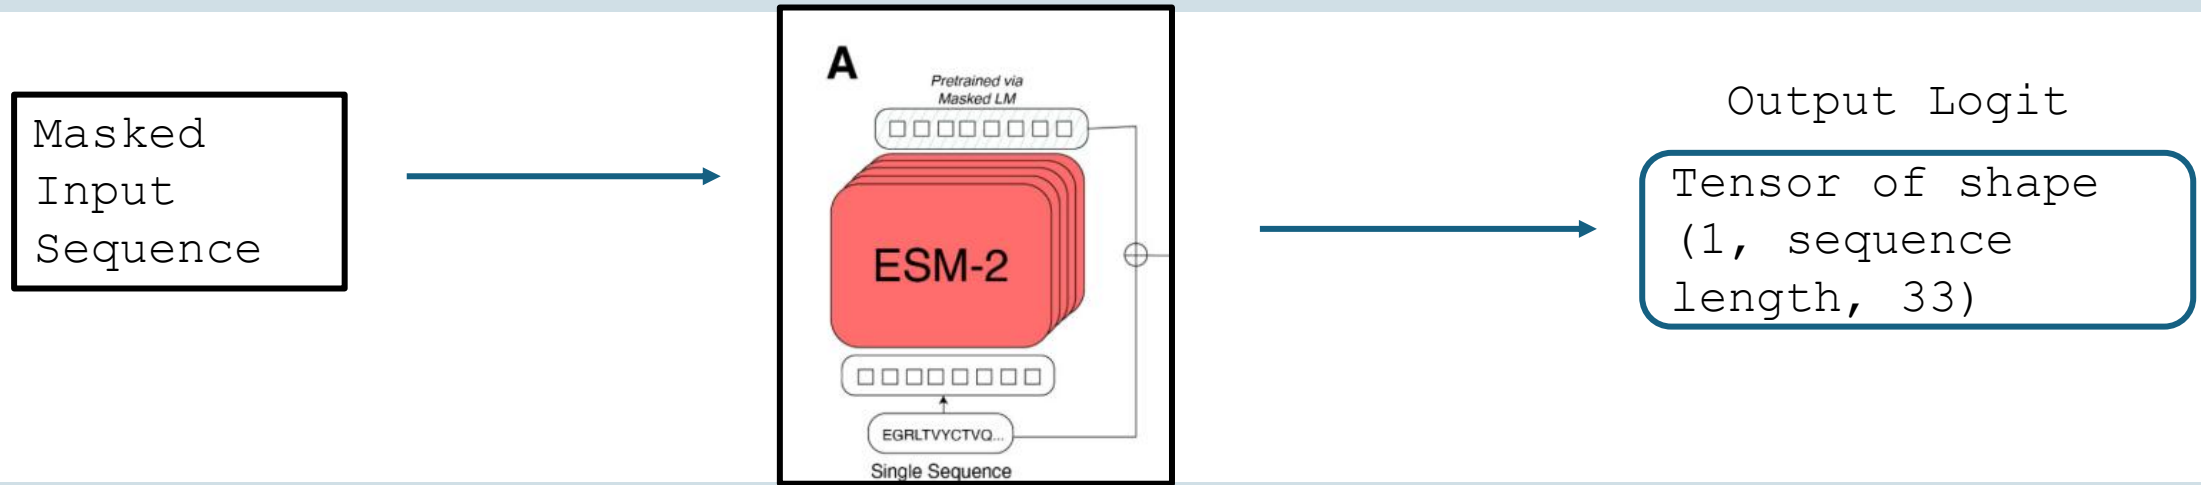 Masked
Input
Sequence
A
Pretrained via
Masked LM
ESM-2
EGRLTVYCTVQ...
Single Sequence
Output Logit
Tensor of shape
(1, sequence
length, 33)